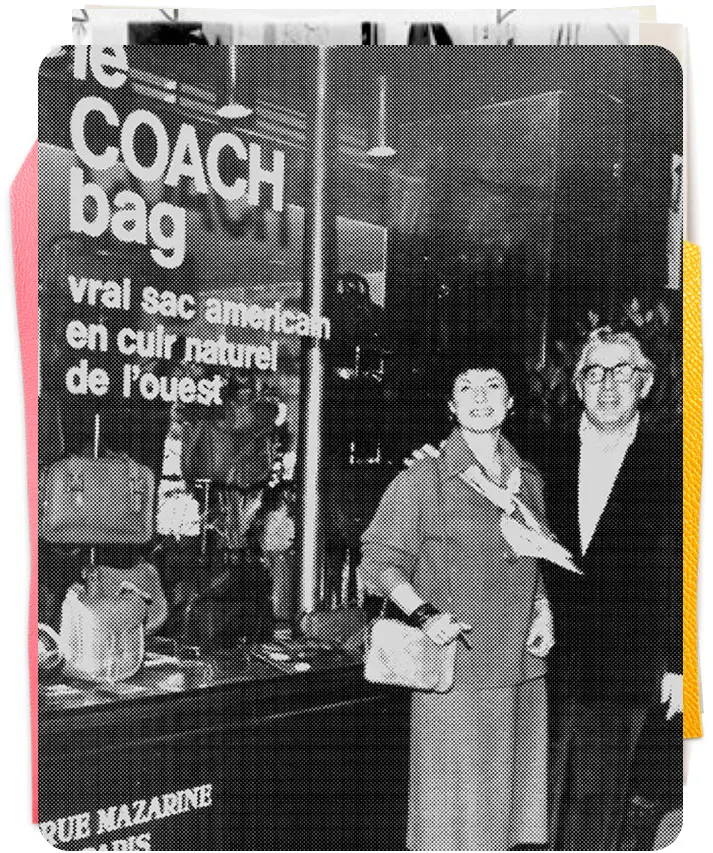 le
COACH
bag
vrai sac americain
en cuir naturel
de l'ouest
RUE MAZARINE
PARIS